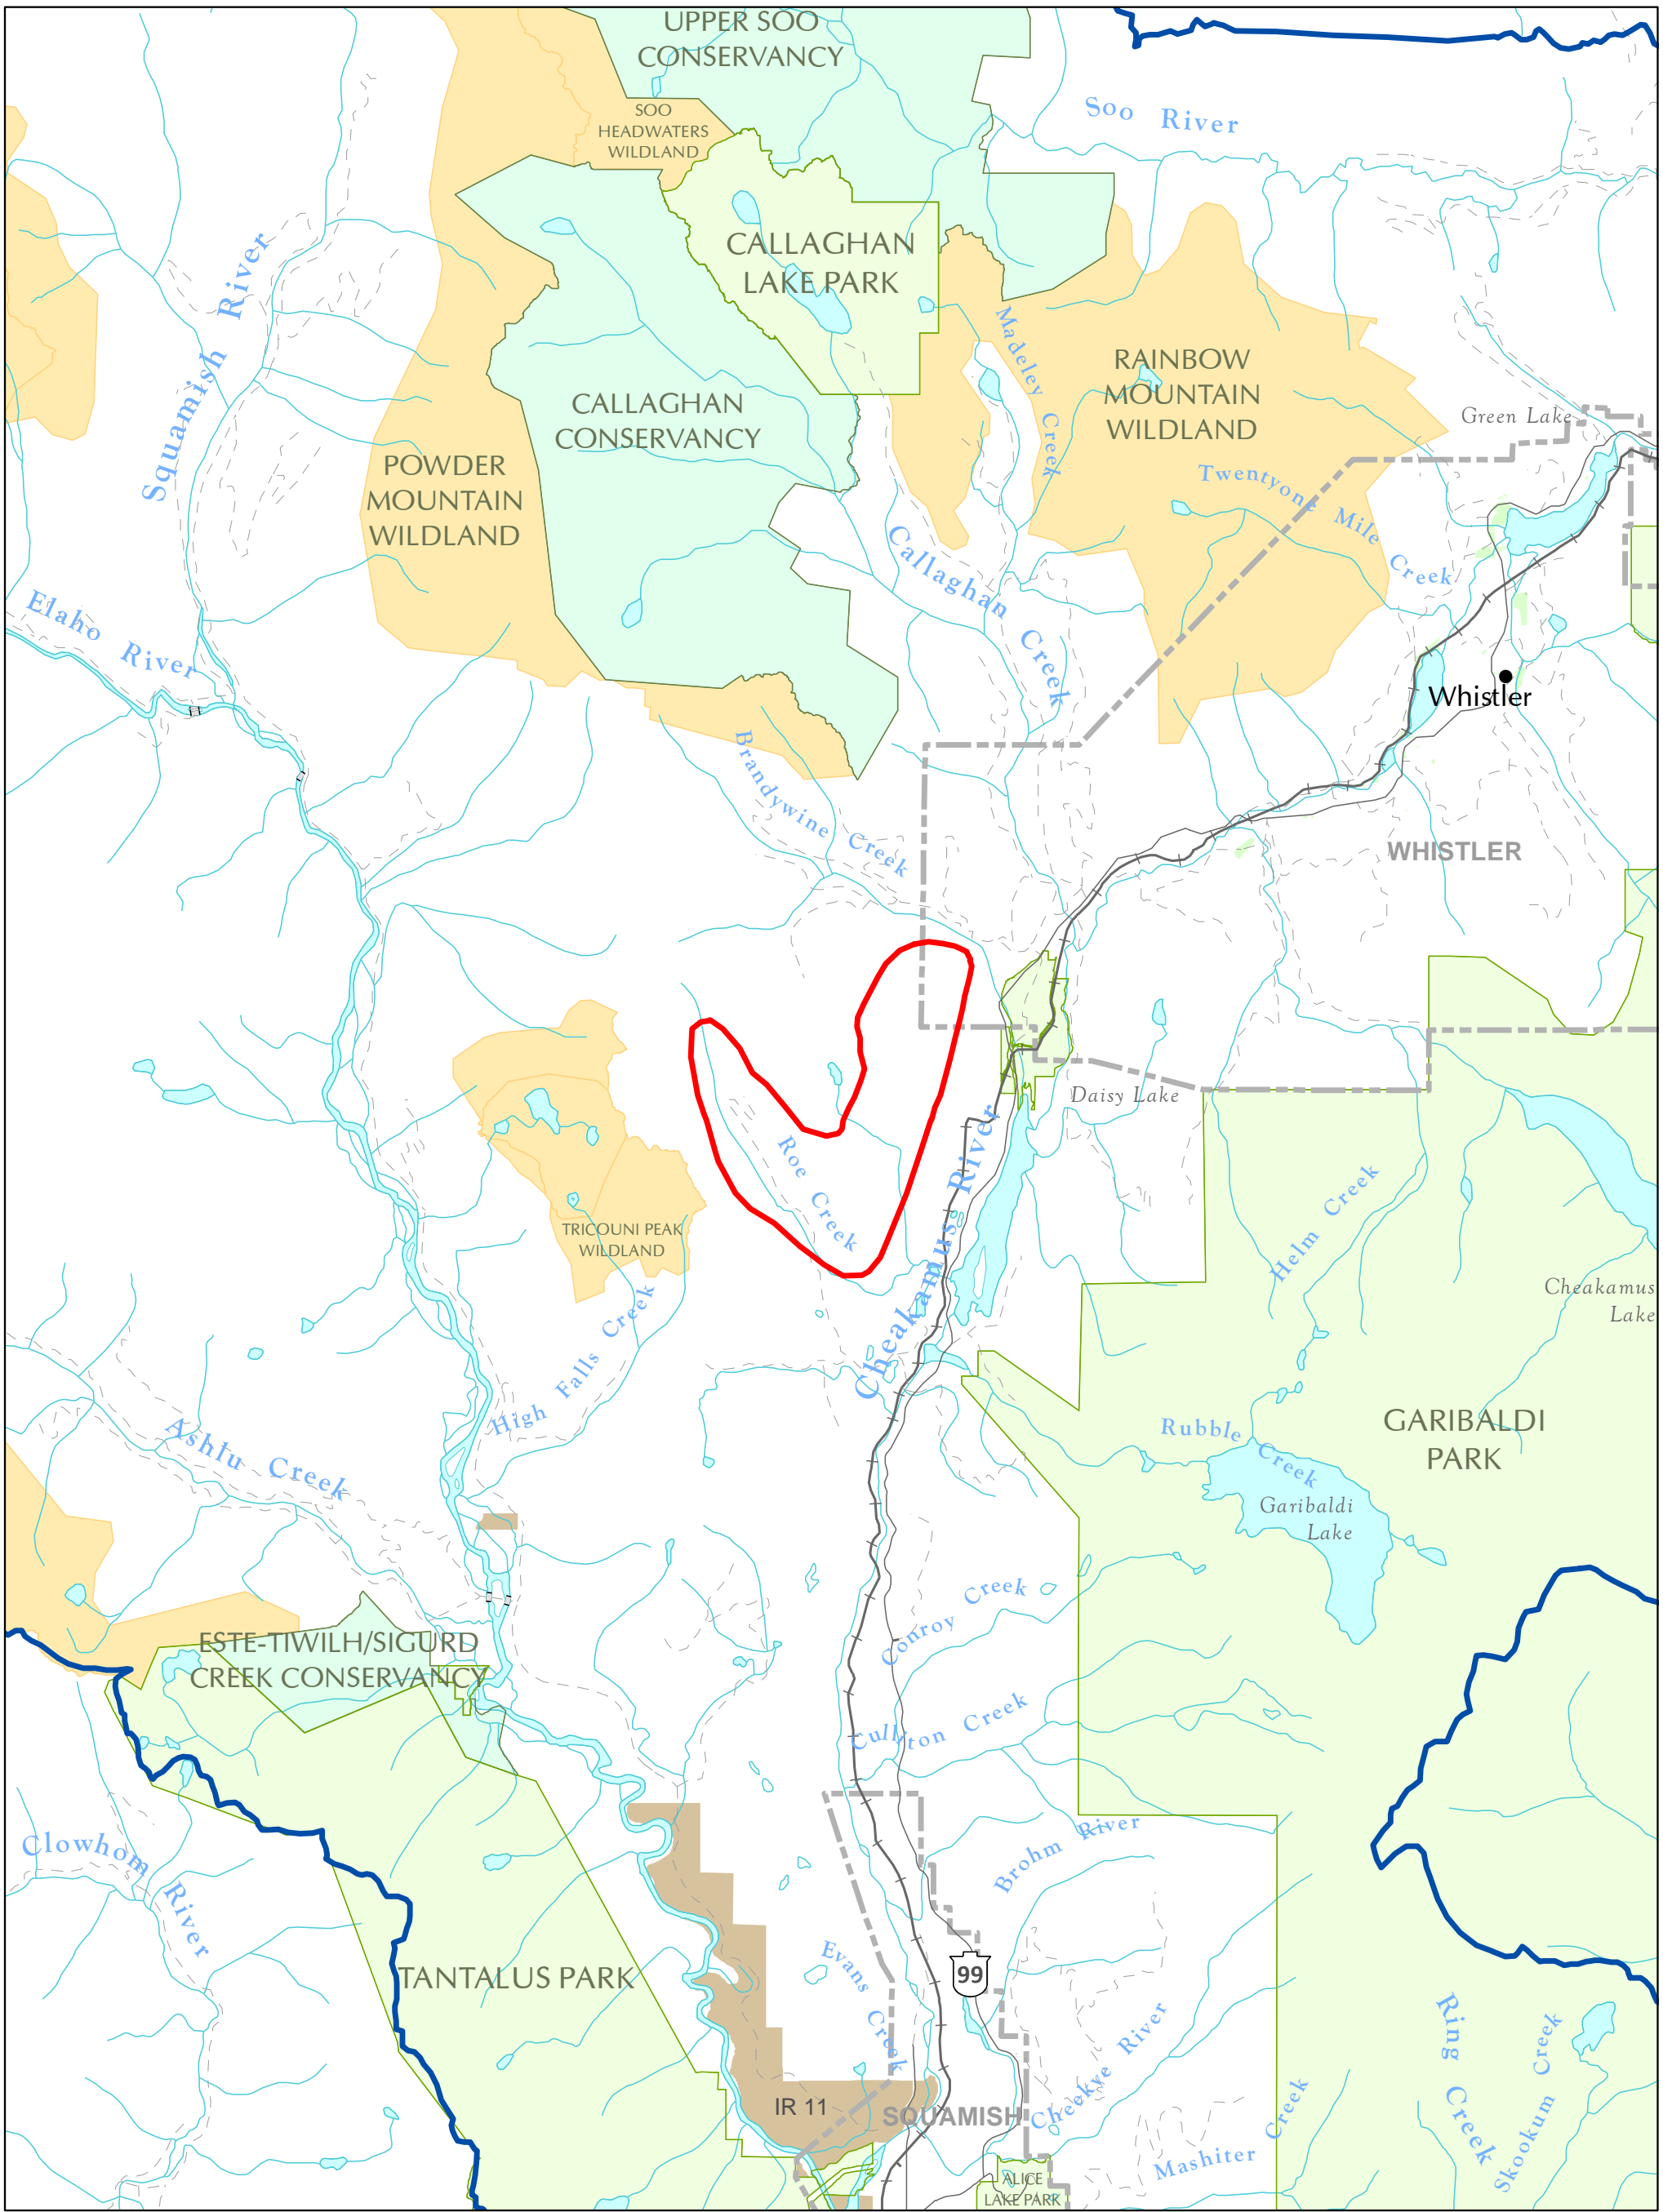 UPPER SOO
CONSERVANCY
SOO
HEADWATERS
WILDLAND
Soo River
CALLAGHAN
LAKE PARK
Squamish River
Madeley Creek
RAINBOW
MOUNTAIN
WILDLAND
CALLAGHAN
CONSERVANCY
Green Lake
POWDER
MOUNTAIN
WILDLAND
Twentyone Mile Creek
Callaghan Creek
Elaho River
Whistler
Brandywine Creek
WHISTLER
Daisy Lake
Roe Creek
Cheakamus River
Helm Creek
TRICOUNI PEAK
WILDLAND
Cheakamus
Lake
High Falls Creek
Ashlu Creek
Rubble Creek
GARIBALDI
PARK
Garibaldi
Lake
Conroy Creek
ESTE-TIWILH/SIGURD
CREEK CONSERVANCY
Culliton Creek
Clowhom River
Brohm River
Evans Creek
99
TANTALUS PARK
Cheekye River
Ring Creek
Skookum Creek
IR 11
SQUAMISH
Mashiter Creek
ALICE
LAKE PARK